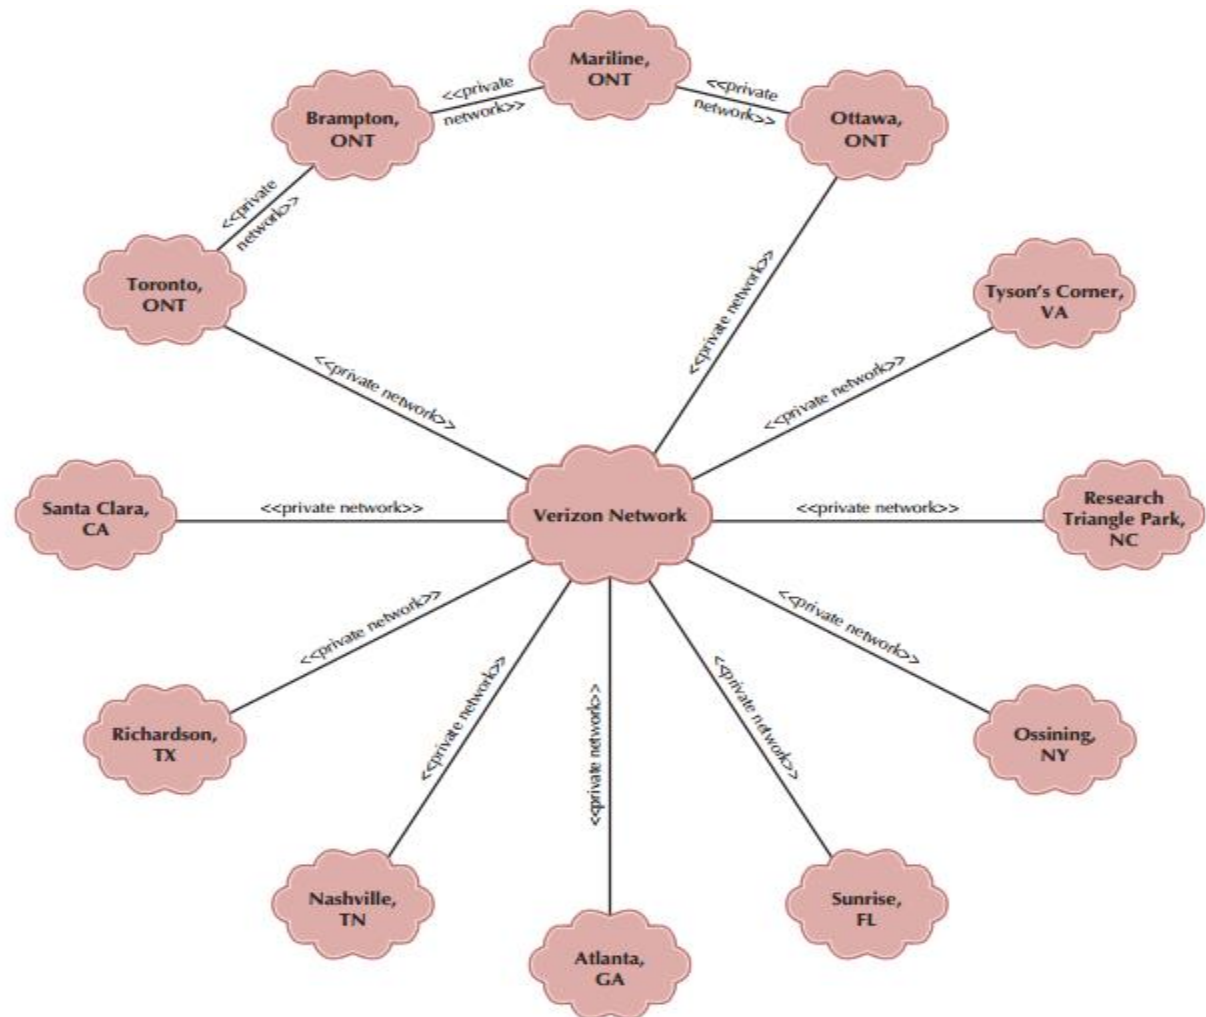 Mariline,
ONT
<<private
network>>
<<private
network>>
Brampton,
ONT
Ottawa,
ONT
<<private
network>>
Toronto,
ONT
<<private network>>
Tyson's Corner,
VA
<<private network>>
<<private network>>
Santa Clara,
CA
<<private network>>
Verizon Network
<<private network>>
Research
Triangle Park,
NC
<<private network>>
<<private network>>
<<private network>>
<<private network>>
<<private network>>
Richardson,
TX
Ossining,
NY
Nashville,
TN
Sunrise,
FL
Atlanta,
GA